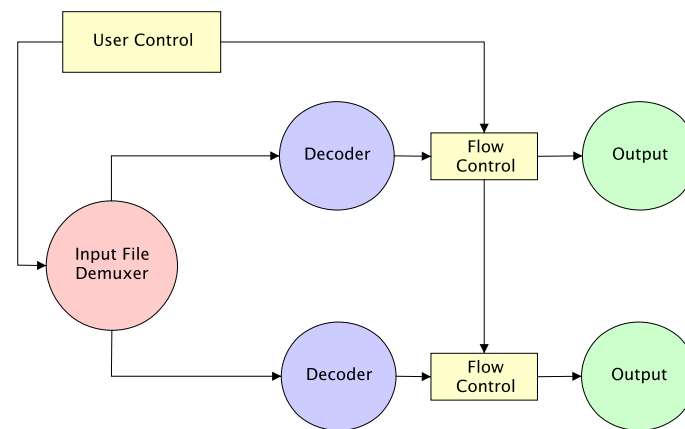 User Control
Decoder
Flow
Control
Output
Input File
Demuxer
Decoder
Flow
Control
Output